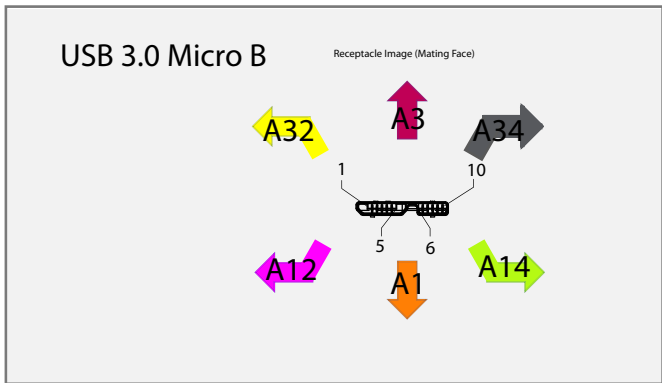 USB 3.0 Micro B
Receptacle Image (Mating Face)
A32
A3
A34
1
10
5
6
A12
A1
A14